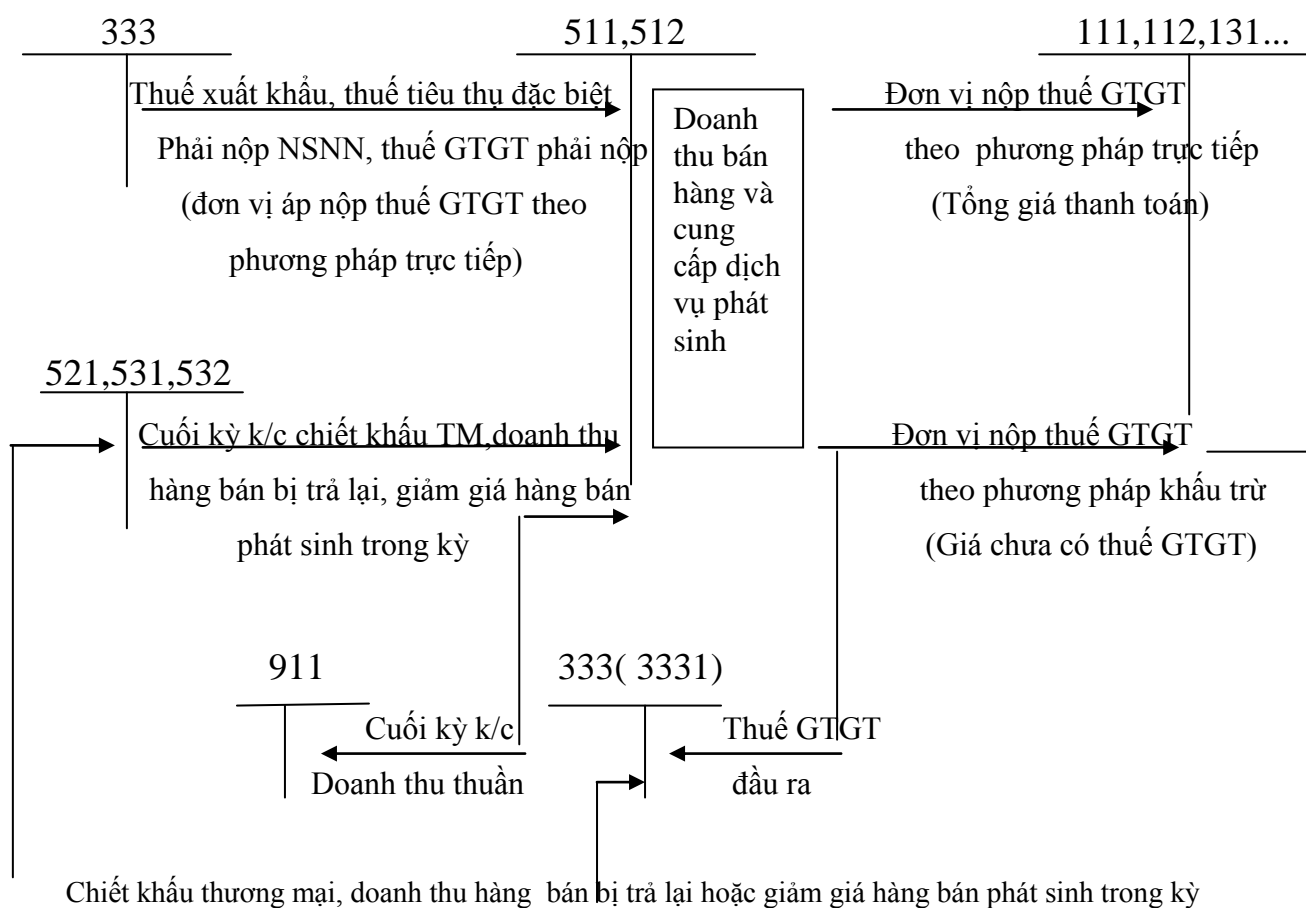 333
511,512
111,112,131...
Thuế xuất khẩu, thuế tiêu thụ đặc biệt
Phải nộp NSNN, thuế GTGT phải nộp
(đơn vị áp nộp thuế GTGT theo
phương pháp trực tiếp)
Doanh
thu bán
hàng và
cung
cấp dịch
vụ phát
sinh
Đơn vị nộp thuế GTGT
theo phương pháp trực tiếp
(Tổng giá thanh toán)
521,531,532
Cuối kỳ k/c chiết khấu TM,doanh thu
hàng bán bị trả lại, giảm giá hàng bán
phát sinh trong kỳ
Đơn vị nộp thuế GTGT
theo phương pháp khấu trừ
(Giá chưa có thuế GTGT)
911
333( 3331)
Cuối kỳ k/c
Doanh thu thuần
Thuế GTGT
đầu ra
Chiết khấu thương mại, doanh thu hàng bán bị trả lại hoặc giảm giá hàng bán phát sinh trong kỳ